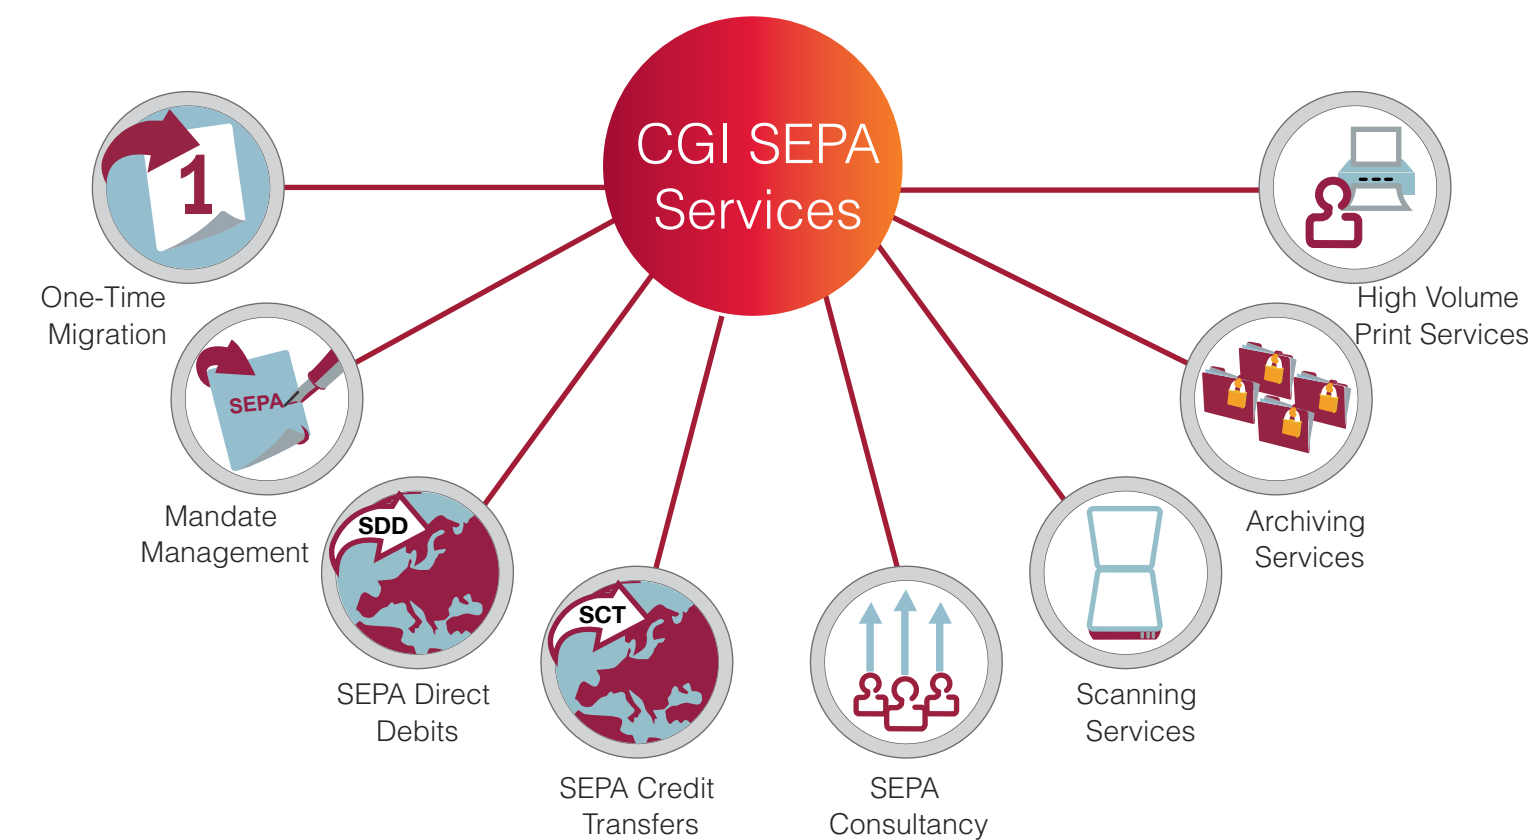 CGI SEPA
Services
1
One-Time
Migration
SEPA
Mandate
Management
SDD
SEPA Direct
Debits
SCT
SEPA Credit
Transfers
SEPA
Consultancy
Scanning
Services
Archiving
Services
High Volume
Print Services